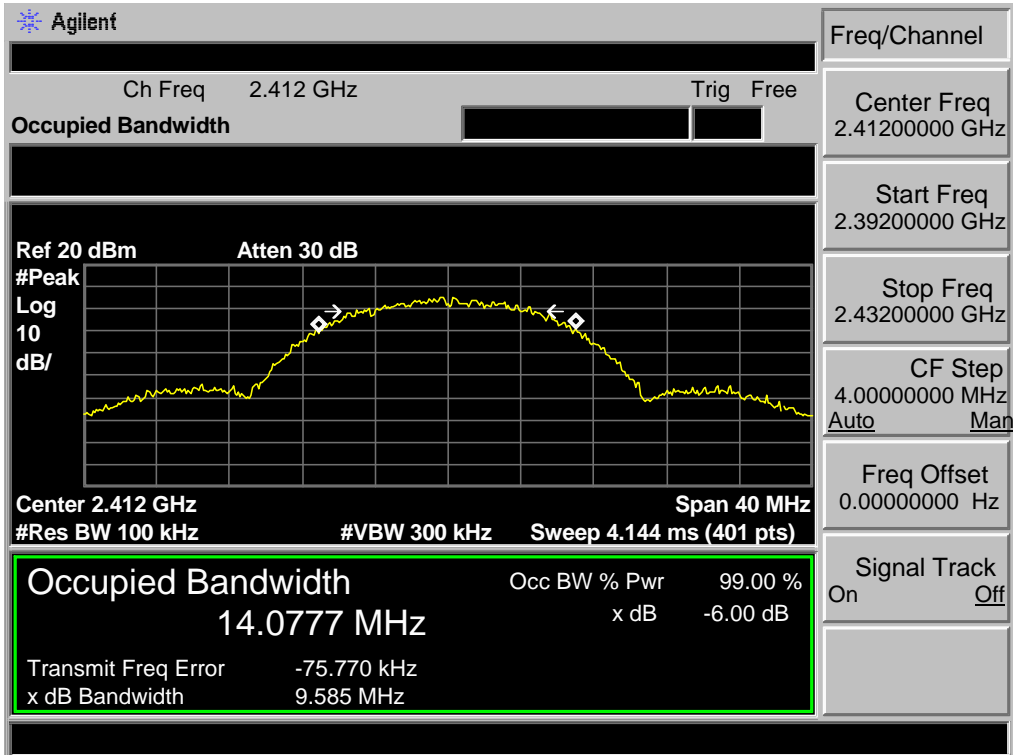 Agilent
Freq/Channel
Ch Freq 2.412 GHz Trig Free
Occupied Bandwidth
Center Freq
2.41200000 GHz
Start Freq
2.39200000 GHz
Stop Freq
2.43200000 GHz
CF Step
4.00000000 MHz
Auto Man
Freq Offset
0.00000000 Hz
Signal Track
On Off
Ref 20 dBm Atten 30 dB
#Peak
Log
10
dB/
Center 2.412 GHz Span 40 MHz
#Res BW 100 kHz #VBW 300 kHz Sweep 4.144 ms (401 pts)
Occupied Bandwidth Occ BW % Pwr 99.00 %
14.0777 MHz x dB -6.00 dB
Transmit Freq Error -75.770 kHz
x dB Bandwidth 9.585 MHz